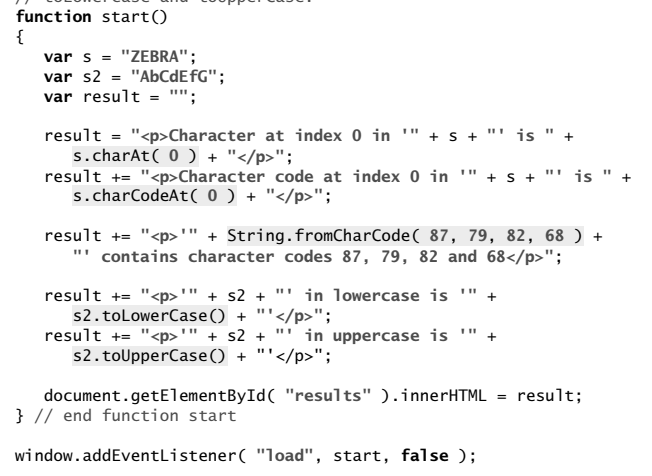 // toLowerCase and toUpperCase.
function start()
{
   var s = "ZEBRA";
   var s2 = "AbCdEfG";
   var result = "";

   result = "<p>Character at index 0 in '" + s + "' is " +
      s.charAt( 0 ) + "</p>";
   result += "<p>Character code at index 0 in '" + s + "' is " +
      s.charCodeAt( 0 ) + "</p>";

   result += "<p>'" + String.fromCharCode( 87, 79, 82, 68 ) +
      "' contains character codes 87, 79, 82 and 68</p>";

   result += "<p>'" + s2 + "' in lowercase is '" +
      s2.toLowerCase() + "'</p>";
   result += "<p>'" + s2 + "' in uppercase is '" +
      s2.toUpperCase() + "'</p>";

   document.getElementById( "results" ).innerHTML = result;
} // end function start

window.addEventListener( "load", start, false );